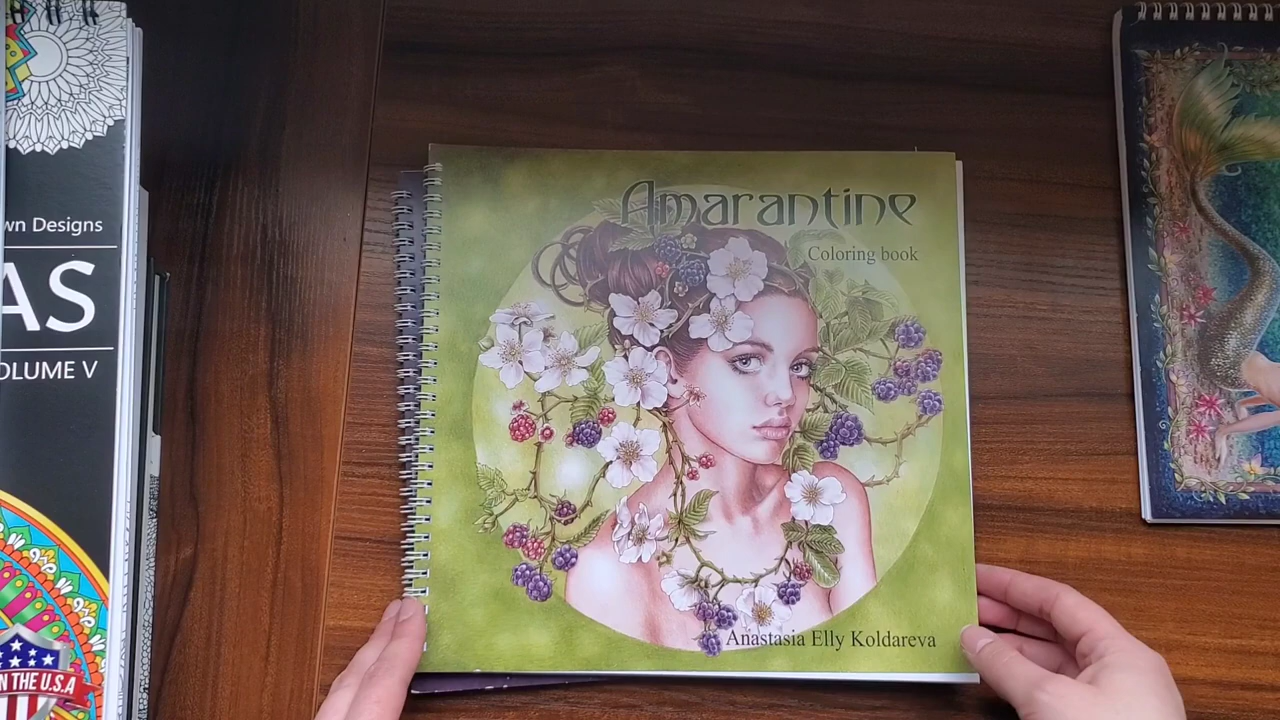 wn Designs
AS
OLUME V
N THE U.S.A
Amarantine
Coloring book
Anastasia Elly Koldareva